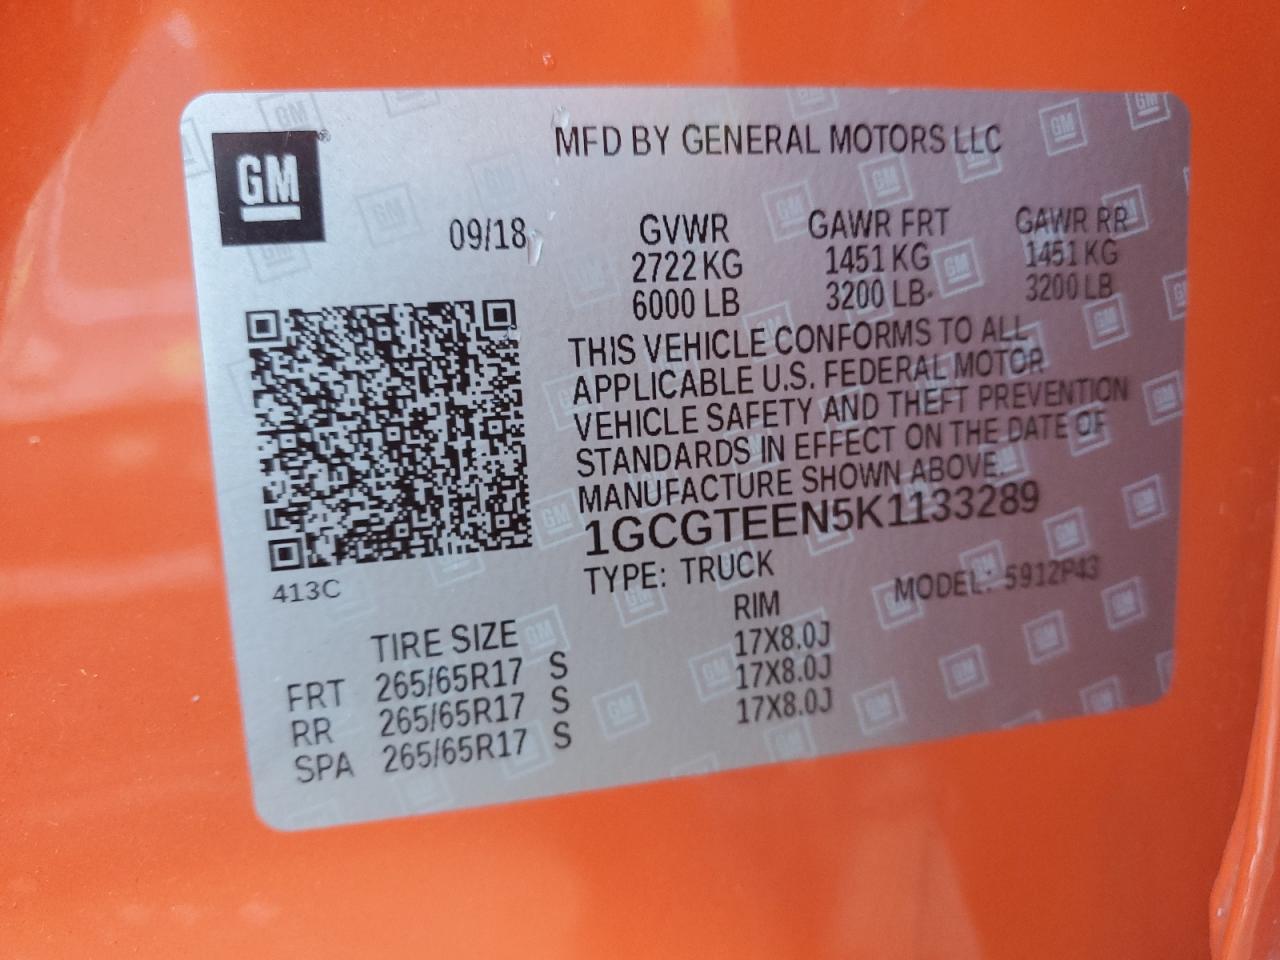 GM®
MFD BY GENERAL MOTORS LLC
09/18
GVWR GAWR FRT GAWR RR
2722 KG 1451 KG 1451 KG
6000 LB 3200 LB 3200 LB
THIS VEHICLE CONFORMS TO ALL
APPLICABLE U.S. FEDERAL MOTOR
VEHICLE SAFETY AND THEFT PREVENTION
STANDARDS IN EFFECT ON THE DATE OF
MANUFACTURE SHOWN ABOVE.
1GCGTEEN5K1133289
TYPE: TRUCK MODEL: 5912P43
413C
TIRE SIZE RIM
FRT 265/65R17 S 17X8.0J
RR 265/65R17 S 17X8.0J
SPA 265/65R17 S 17X8.0J